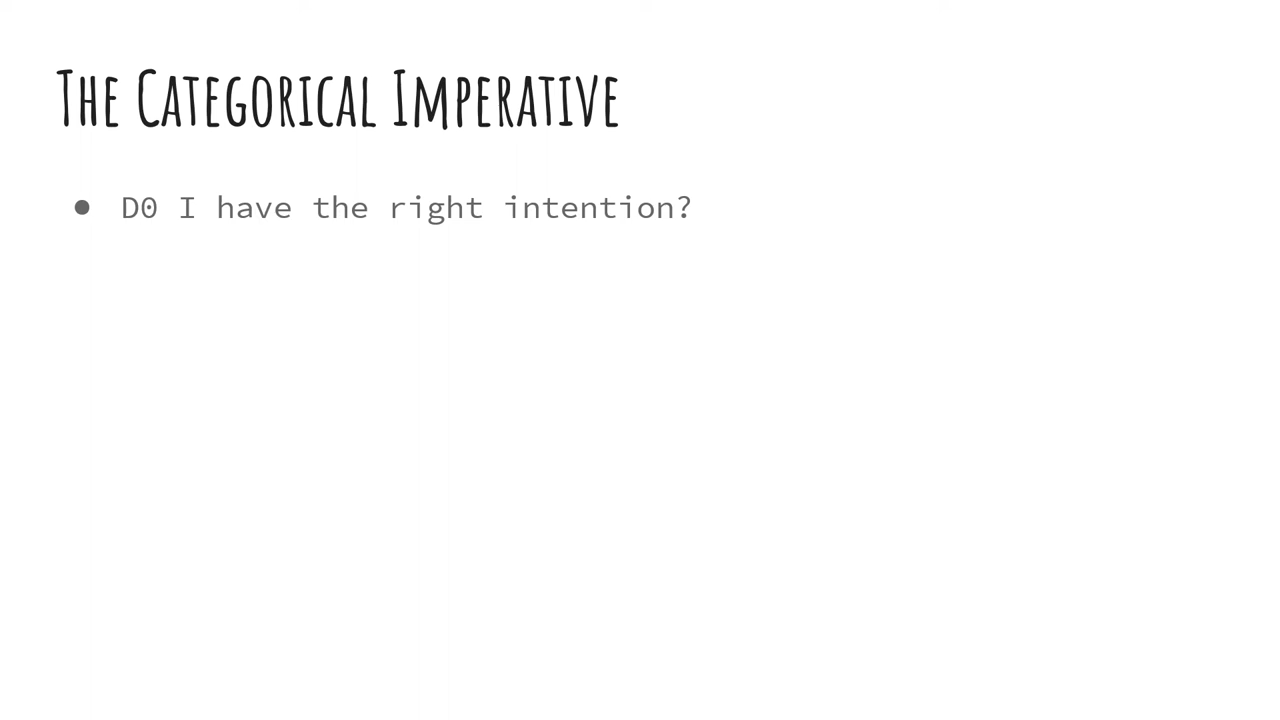 The Categorical Imperative
● D0 I have the right intention?